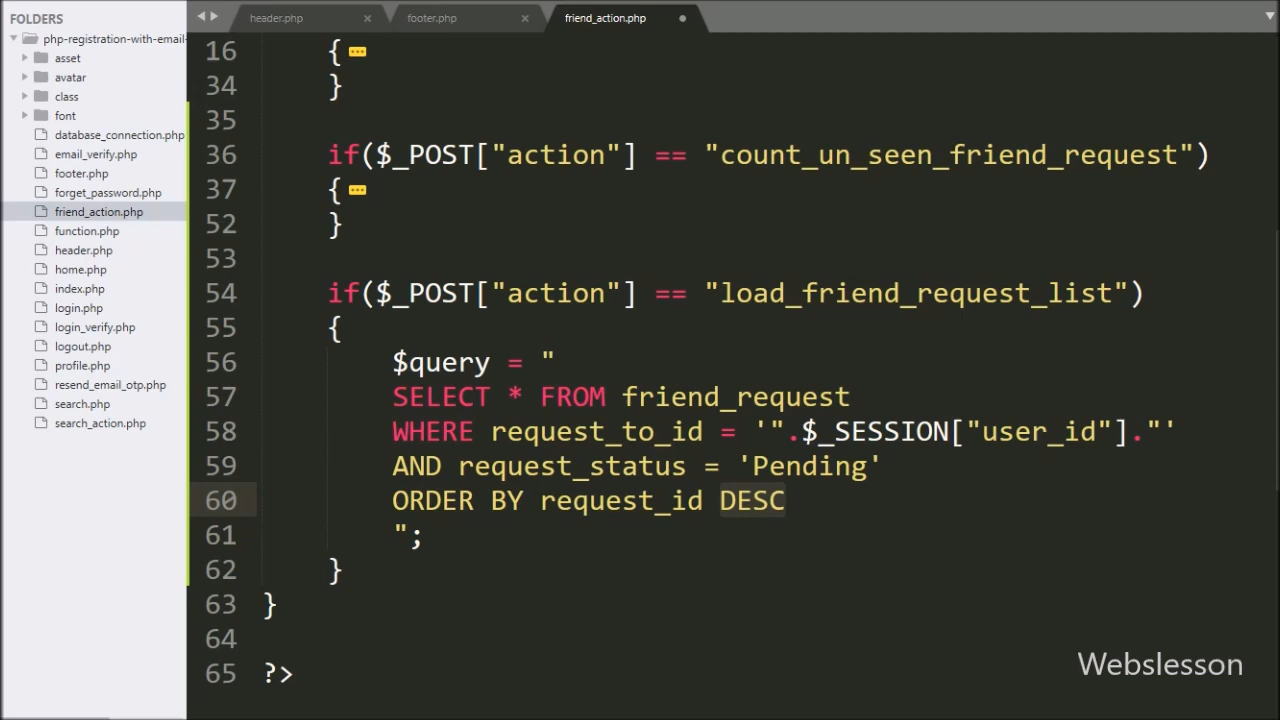 FOLDERS
php-registration-with-email-
asset
avatar
class
font
database_connection.php
email_verify.php
footer.php
forget_password.php
friend_action.php
function.php
header.php
home.php
index.php
login.php
login_verify.php
logout.php
profile.php
resend_email_otp.php
search.php
search_action.php
header.php × footer.php × friend_action.php
16 {
34 }
35
36 if($_POST["action"] == "count_un_seen_friend_request")
37 {
52 }
53
54 if($_POST["action"] == "load_friend_request_list")
55 {
56 $query = "
57 SELECT * FROM friend_request
58 WHERE request_to_id = '".$_SESSION["user_id"]."'
59 AND request_status = 'Pending'
60 ORDER BY request_id DESC
61 ";
62 }
63 }
64
65 ?>
Webslesson